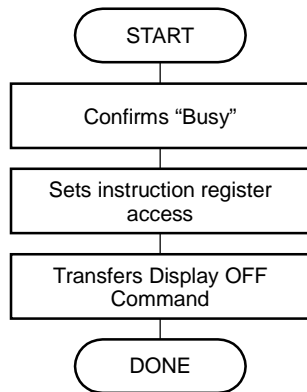 START
Confirms “Busy”
Sets instruction register
access
Transfers Display OFF
Command
DONE